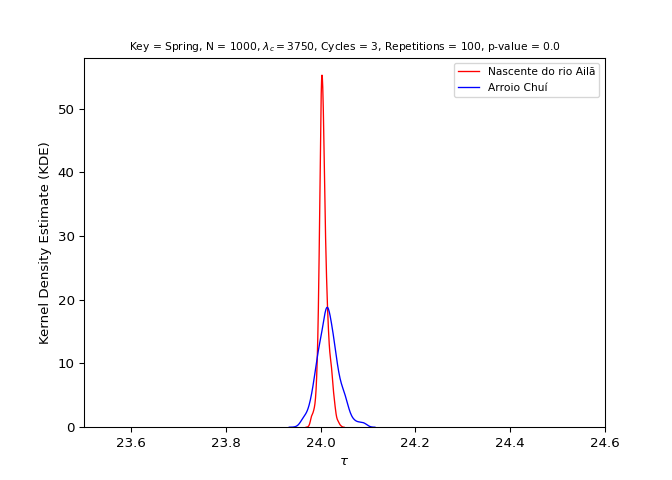 Key = Spring, N = 1000, λc = 3750, Cycles = 3, Repetitions = 100, p-value = 0.0
Nascente do rio Ailã
Arroio Chuí
Kernel Density Estimate (KDE)
50
40
30
20
10
0
23.6 23.8 24.0 24.2 24.4 24.6
τ